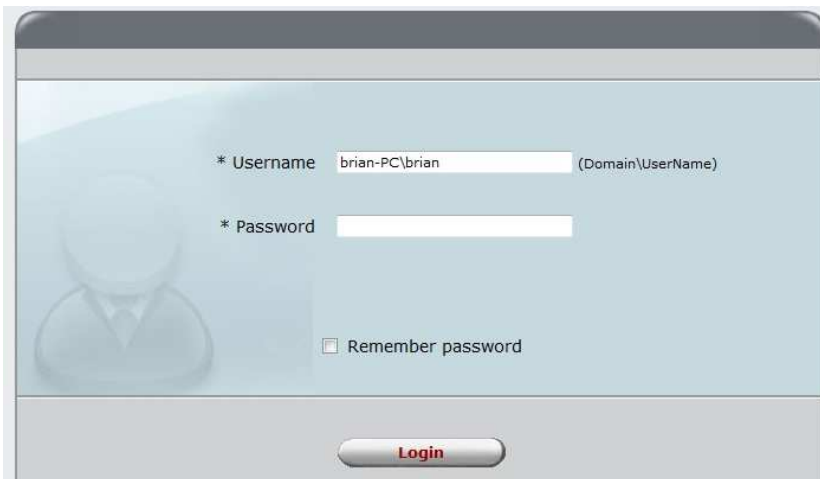 * Username brian-PC\brian (Domain\UserName)
* Password
Remember password
Login